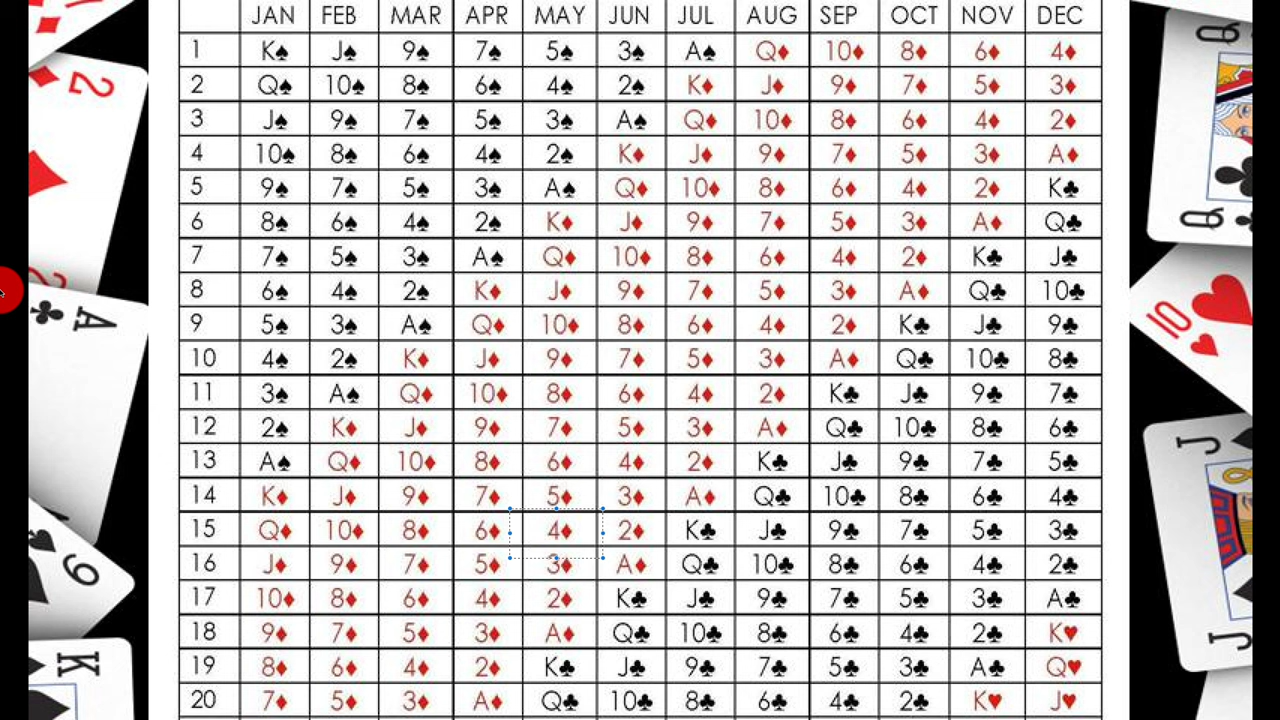 JAN FEB MAR APR MAY JUN JUL AUG SEP OCT NOV DEC
1 K♠ J♠ 9♠ 7♠ 5♠ 3♠ A♠ Q♦ 10♦ 8♦ 6♦ 4♦
2 Q♠ 10♠ 8♠ 6♠ 4♠ 2♠ K♦ J♦ 9♦ 7♦ 5♦ 3♦
3 J♠ 9♠ 7♠ 5♠ 3♠ A♠ Q♦ 10♦ 8♦ 6♦ 4♦ 2♦
4 10♠ 8♠ 6♠ 4♠ 2♠ K♦ J♦ 9♦ 7♦ 5♦ 3♦ A♦
5 9♠ 7♠ 5♠ 3♠ A♠ Q♦ 10♦ 8♦ 6♦ 4♦ 2♦ K♣
6 8♠ 6♠ 4♠ 2♠ K♦ J♦ 9♦ 7♦ 5♦ 3♦ A♦ Q♣
7 7♠ 5♠ 3♠ A♠ Q♦ 10♦ 8♦ 6♦ 4♦ 2♦ K♣ J♣
8 6♠ 4♠ 2♠ K♦ J♦ 9♦ 7♦ 5♦ 3♦ A♦ Q♣ 10♣
9 5♠ 3♠ A♠ Q♦ 10♦ 8♦ 6♦ 4♦ 2♦ K♣ J♣ 9♣
10 4♠ 2♠ K♦ J♦ 9♦ 7♦ 5♦ 3♦ A♦ Q♣ 10♣ 8♣
11 3♠ A♠ Q♦ 10♦ 8♦ 6♦ 4♦ 2♦ K♣ J♣ 9♣ 7♣
12 2♠ K♦ J♦ 9♦ 7♦ 5♦ 3♦ A♦ Q♣ 10♣ 8♣ 6♣
13 A♠ Q♦ 10♦ 8♦ 6♦ 4♦ 2♦ K♣ J♣ 9♣ 7♣ 5♣
14 K♦ J♦ 9♦ 7♦ 5♦ 3♦ A♦ Q♣ 10♣ 8♣ 6♣ 4♣
15 Q♦ 10♦ 8♦ 6♦ 4♦ 2♦ K♣ J♣ 9♣ 7♣ 5♣ 3♣
16 J♦ 9♦ 7♦ 5♦ 3♦ A♦ Q♣ 10♣ 8♣ 6♣ 4♣ 2♣
17 10♦ 8♦ 6♦ 4♦ 2♦ K♣ J♣ 9♣ 7♣ 5♣ 3♣ A♣
18 9♦ 7♦ 5♦ 3♦ A♦ Q♣ 10♣ 8♣ 6♣ 4♣ 2♣ K♥
19 8♦ 6♦ 4♦ 2♦ K♣ J♣ 9♣ 7♣ 5♣ 3♣ A♣ Q♥
20 7♦ 5♦ 3♦ A♦ Q♣ 10♣ 8♣ 6♣ 4♣ 2♣ K♥ J♥
2
2
A
9
K
Q
Q
10
J
J